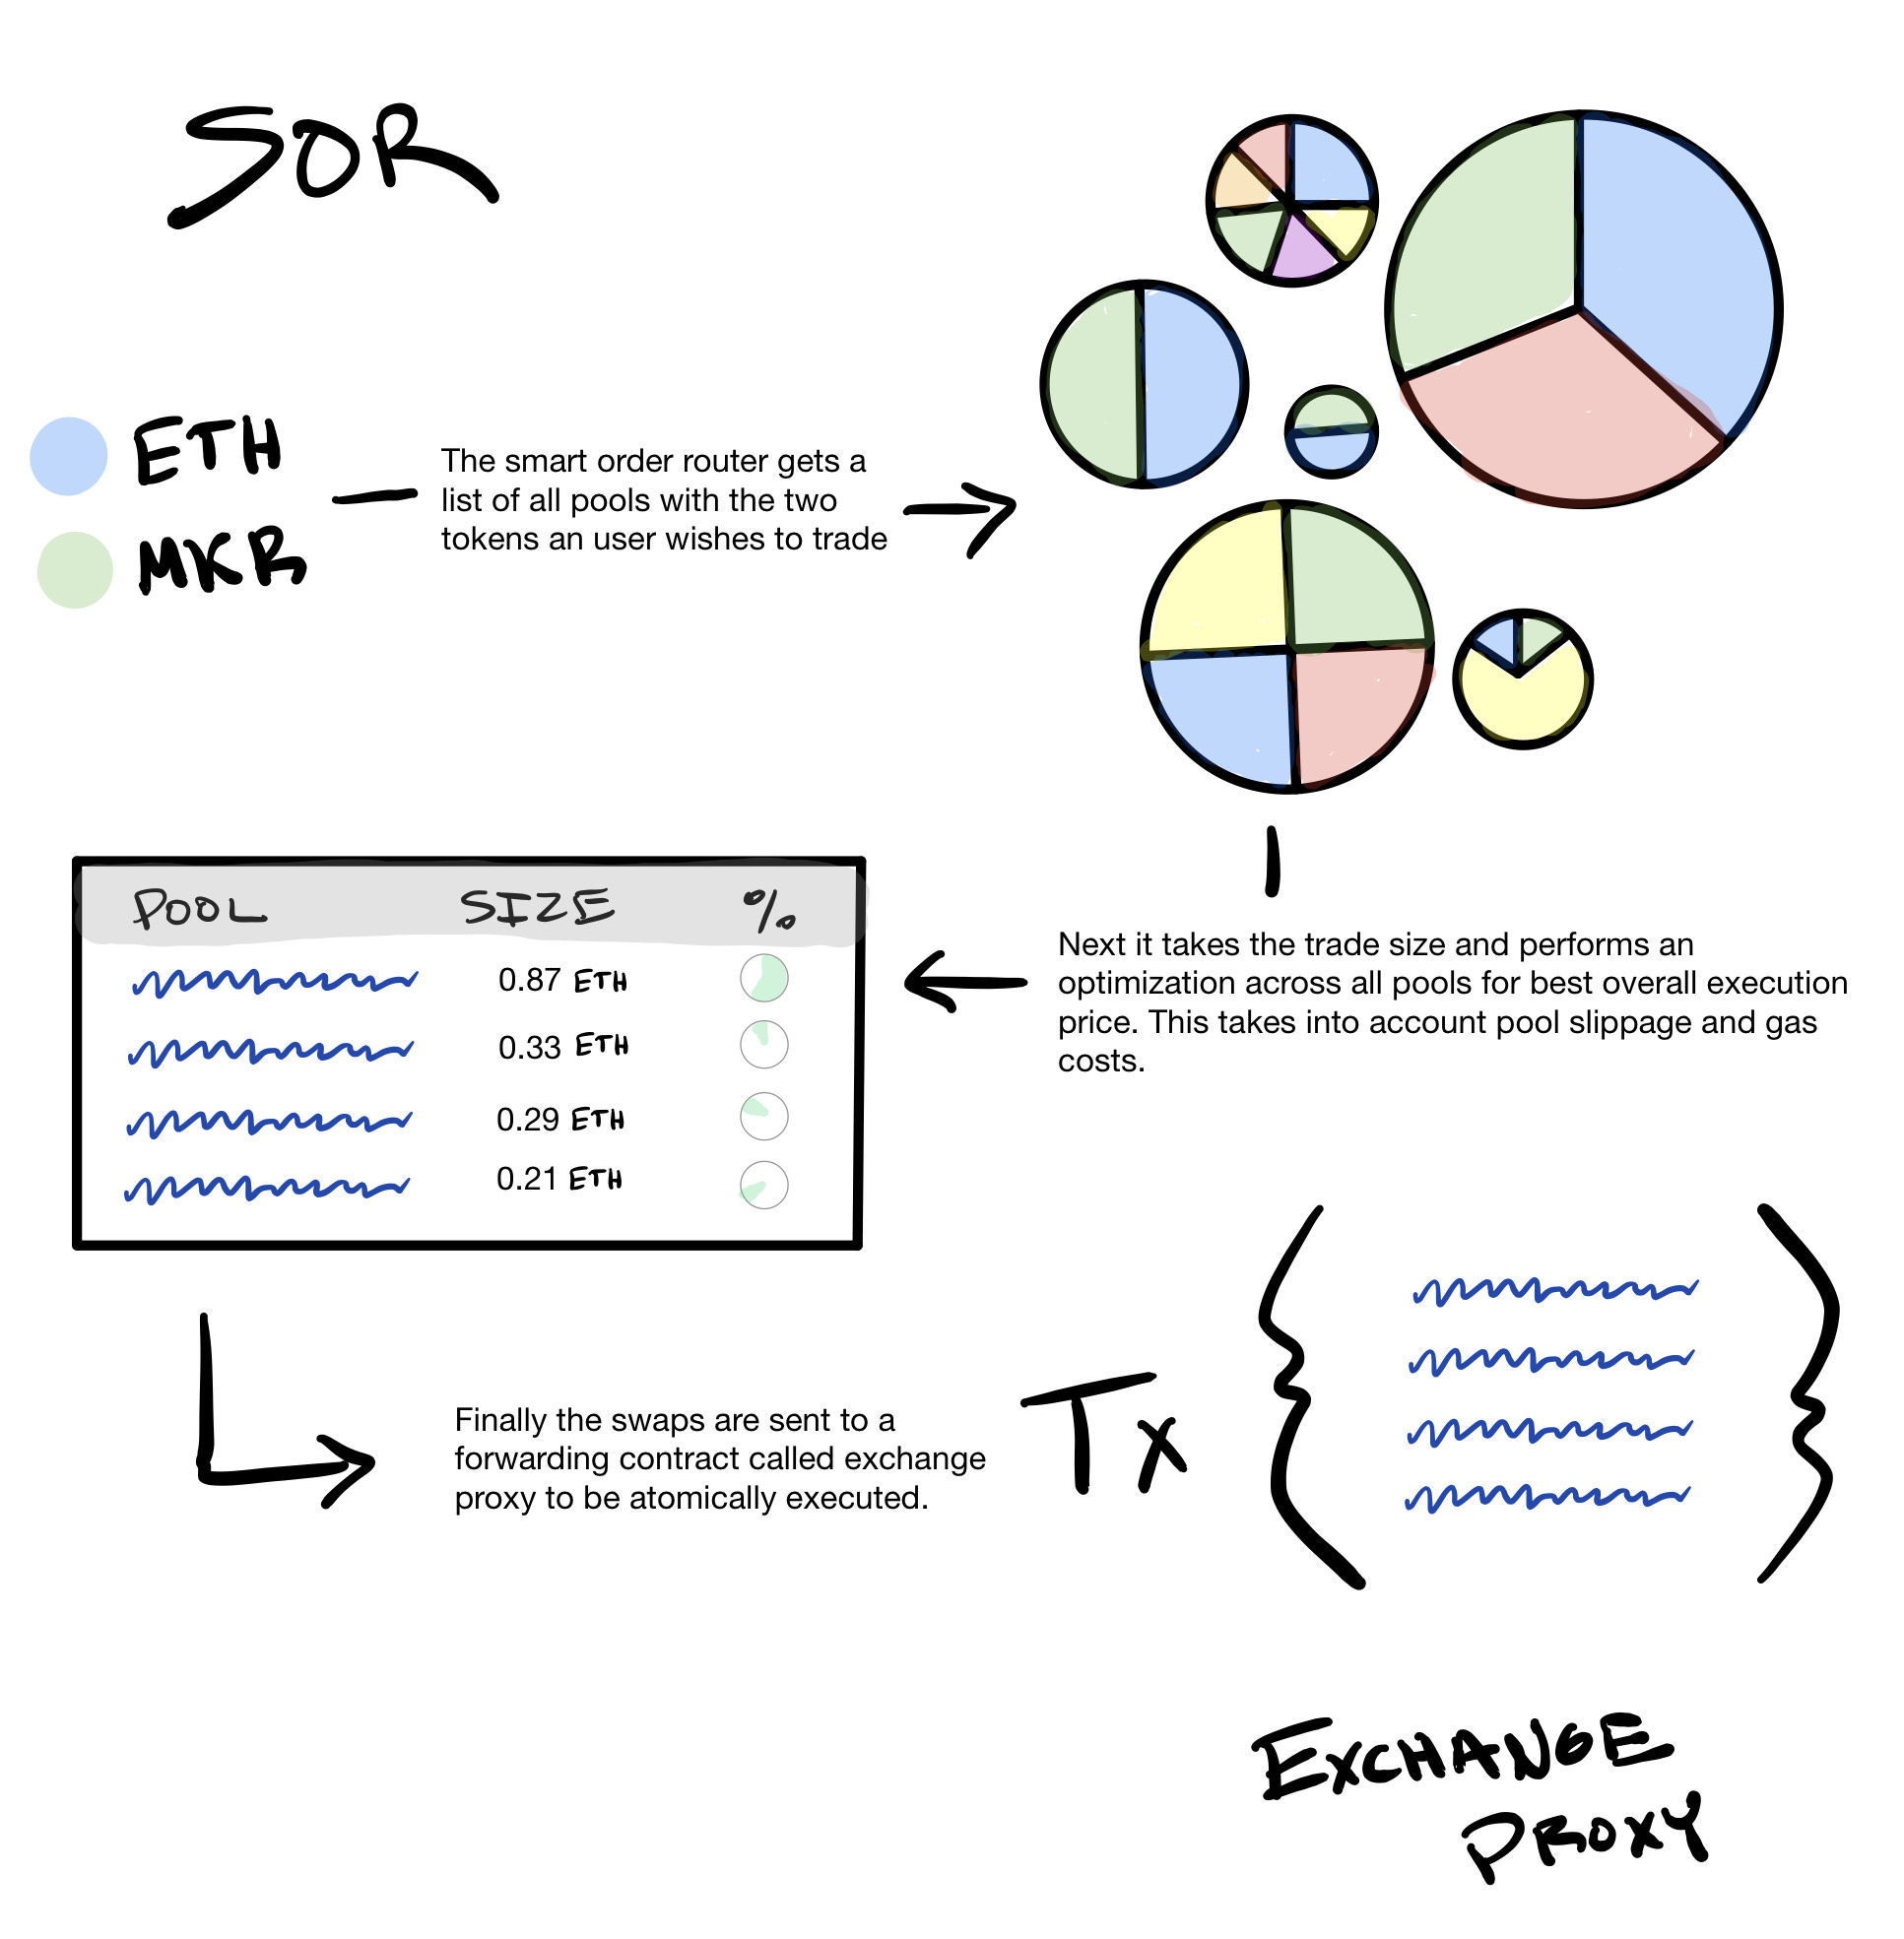 SOR
ETH
MKR
The smart order router gets a
list of all pools with the two
tokens an user wishes to trade
Next it takes the trade size and performs an
optimization across all pools for best overall execution
price. This takes into account pool slippage and gas
costs.
POOL SIZE %
0.87 ETH
0.33 ETH
0.29 ETH
0.21 ETH
Finally the swaps are sent to a
forwarding contract called exchange
proxy to be atomically executed.
Tx
EXCHANGE
PROXY